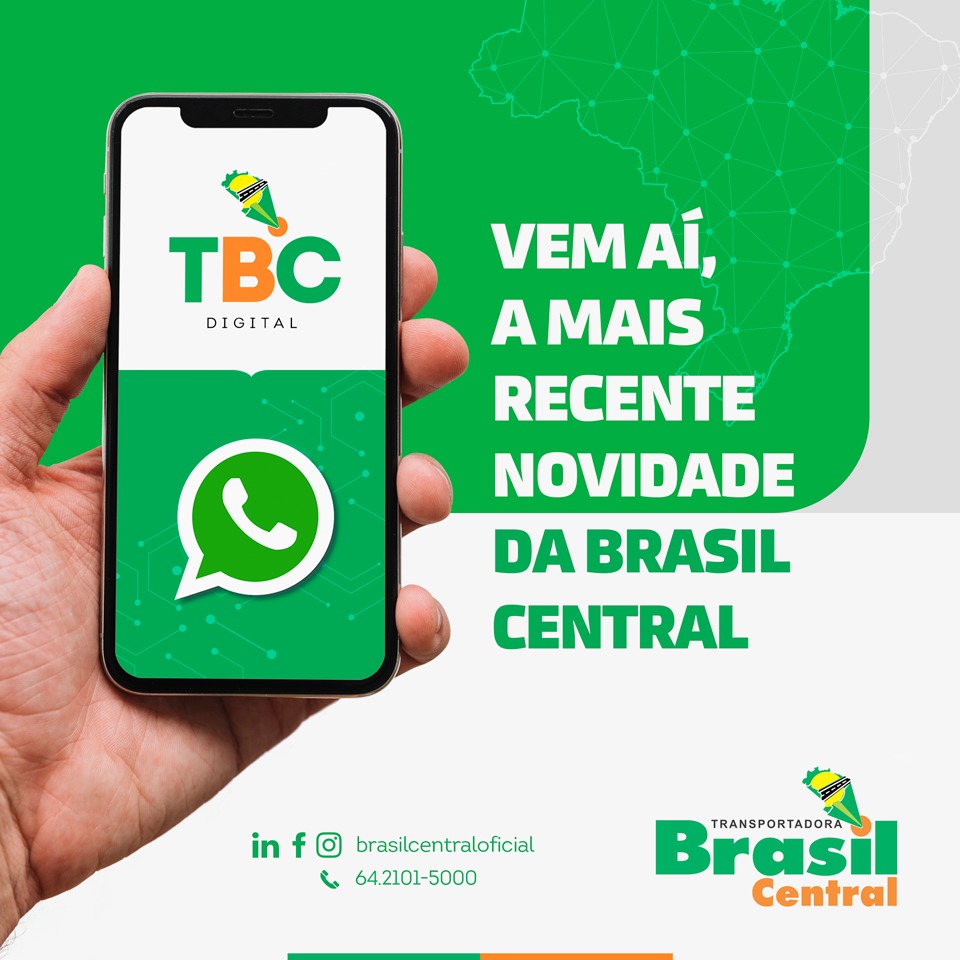 TBC
DIGITAL
VEM AÍ,
A MAIS
RECENTE
NOVIDADE
DA BRASIL
CENTRAL
brasilcentraloficial
64.2101-5000
TRANSPORTADORA
Brasil
Central